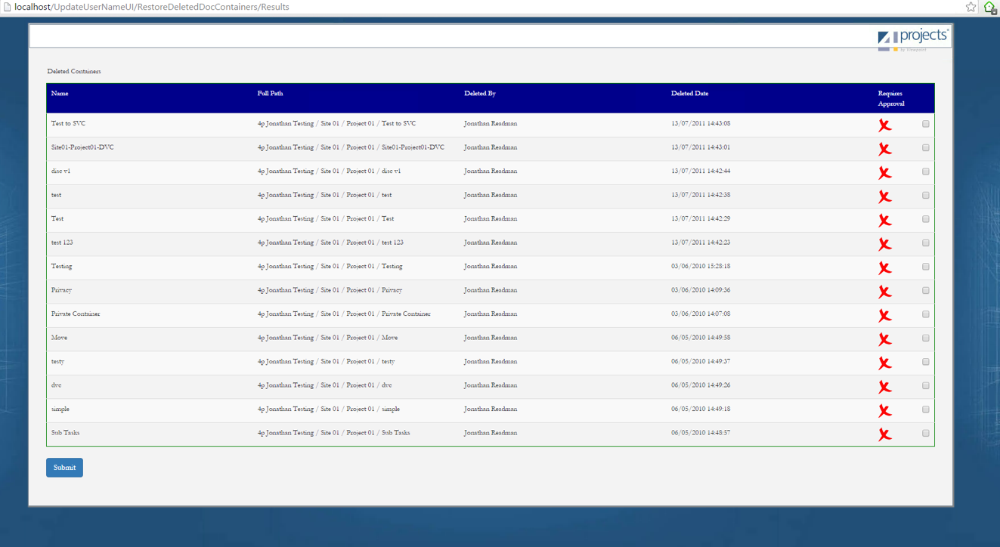 localhost/UpdateUserNameUI/RestoreDeletedDocContainers/Results
4projects
by Viewpoint
Deleted Containers
Name Full Path Deleted By Deleted Date Requires
Approval
Test to SVC 4p Jonathan Testing / Site 01 / Project 01 / Test to SVC Jonathan Readman 13/07/2011 14:43:08
Site01-Project01-DVC 4p Jonathan Testing / Site 01 / Project 01 / Site01-Project01-DVC Jonathan Readman 13/07/2011 14:43:01
disc v1 4p Jonathan Testing / Site 01 / Project 01 / disc v1 Jonathan Readman 13/07/2011 14:42:44
test 4p Jonathan Testing / Site 01 / Project 01 / test Jonathan Readman 13/07/2011 14:42:38
Test 4p Jonathan Testing / Site 01 / Project 01 / Test Jonathan Readman 13/07/2011 14:42:29
test 123 4p Jonathan Testing / Site 01 / Project 01 / test 123 Jonathan Readman 13/07/2011 14:42:23
Testing 4p Jonathan Testing / Site 01 / Project 01 / Testing Jonathan Readman 03/06/2010 15:28:18
Privacy 4p Jonathan Testing / Site 01 / Project 01 / Privacy Jonathan Readman 03/06/2010 14:09:36
Private Container 4p Jonathan Testing / Site 01 / Project 01 / Private Container Jonathan Readman 03/06/2010 14:07:08
Move 4p Jonathan Testing / Site 01 / Project 01 / Move Jonathan Readman 06/05/2010 14:49:58
testy 4p Jonathan Testing / Site 01 / Project 01 / testy Jonathan Readman 06/05/2010 14:49:37
dvc 4p Jonathan Testing / Site 01 / Project 01 / dvc Jonathan Readman 06/05/2010 14:49:26
simple 4p Jonathan Testing / Site 01 / Project 01 / simple Jonathan Readman 06/05/2010 14:49:18
Sub Tasks 4p Jonathan Testing / Site 01 / Project 01 / Sub Tasks Jonathan Readman 06/05/2010 14:48:57
Submit